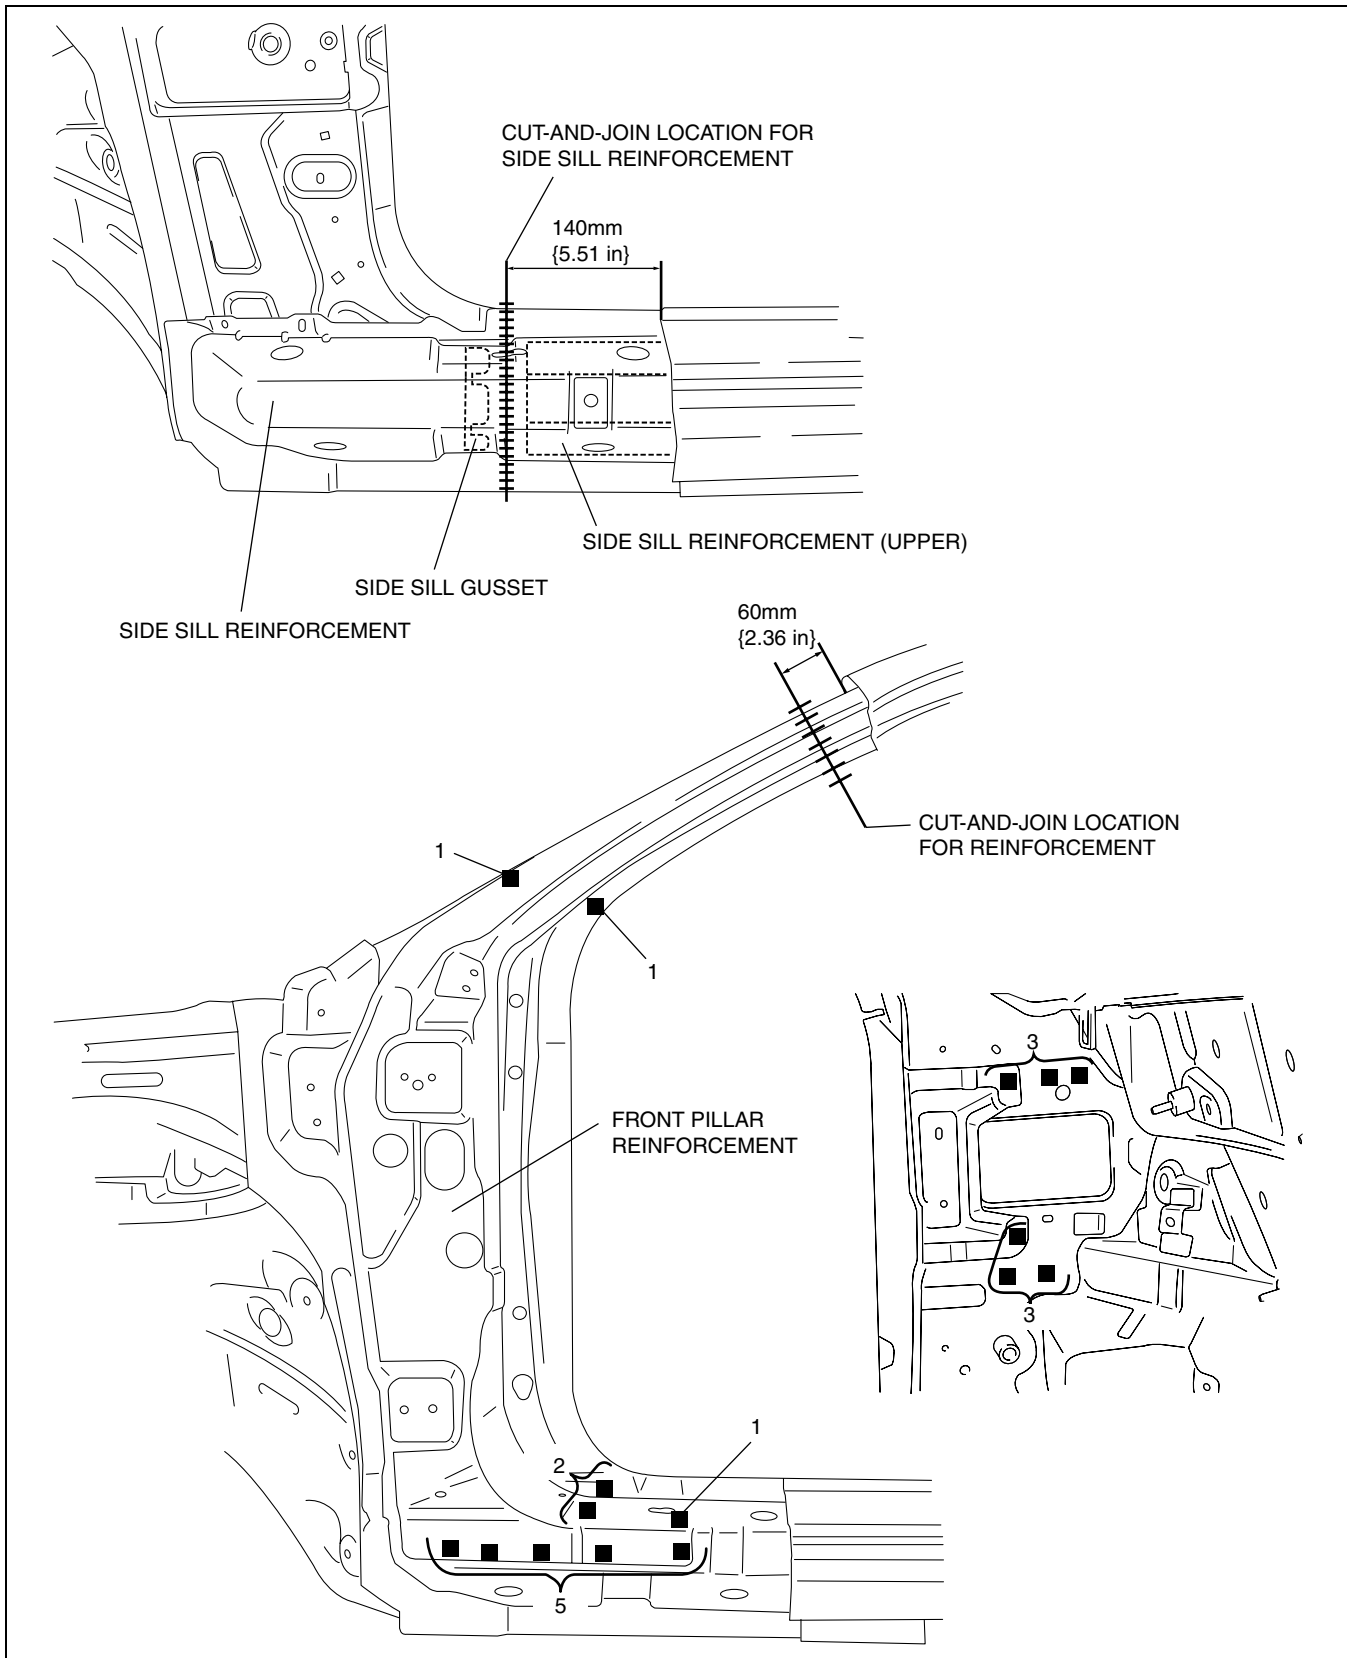 CUT-AND-JOIN LOCATION FOR
SIDE SILL REINFORCEMENT
140mm
{5.51 in}
SIDE SILL REINFORCEMENT (UPPER)
SIDE SILL GUSSET
SIDE SILL REINFORCEMENT
60mm
{2.36 in}
CUT-AND-JOIN LOCATION
FOR REINFORCEMENT
1
1
3
FRONT PILLAR
REINFORCEMENT
3
1
2
5